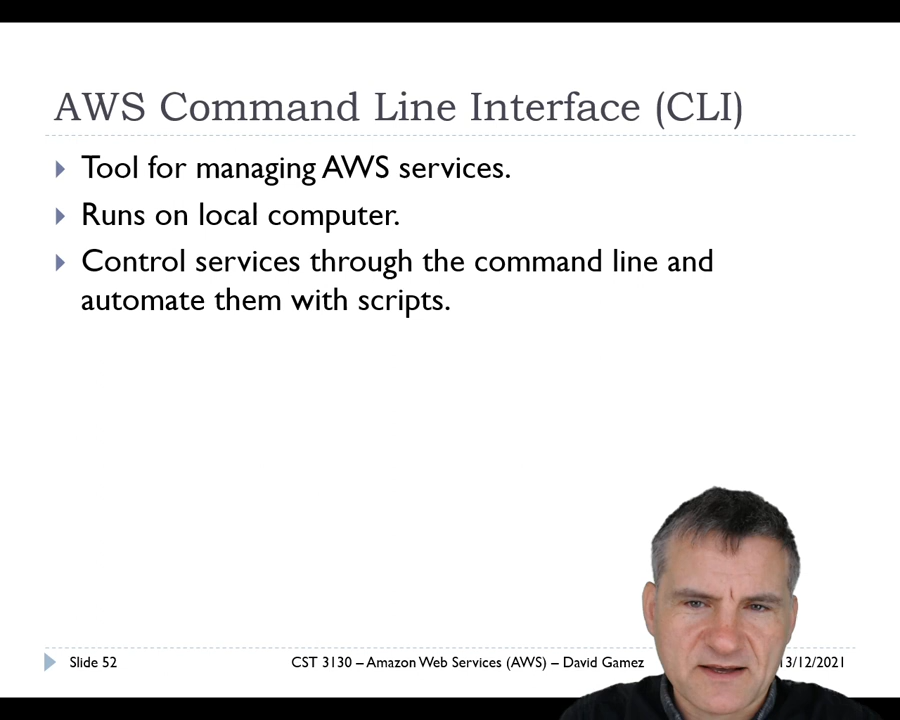 AWS Command Line Interface (CLI)
Tool for managing AWS services.
Runs on local computer.
Control services through the command line and
automate them with scripts.
Slide 52
CST 3130 – Amazon Web Services (AWS) – David Gamez
13/12/2021